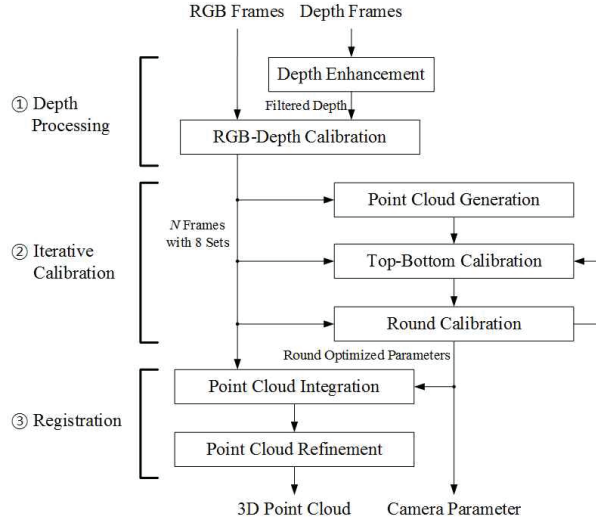 RGB Frames
Depth Frames
Depth Enhancement
Filtered Depth
① Depth
Processing
RGB-Depth Calibration
Point Cloud Generation
N Frames
with 8 Sets
② Iterative
Calibration
Top-Bottom Calibration
Round Calibration
Round Optimized Parameters
Point Cloud Integration
③ Registration
Point Cloud Refinement
3D Point Cloud
Camera Parameter